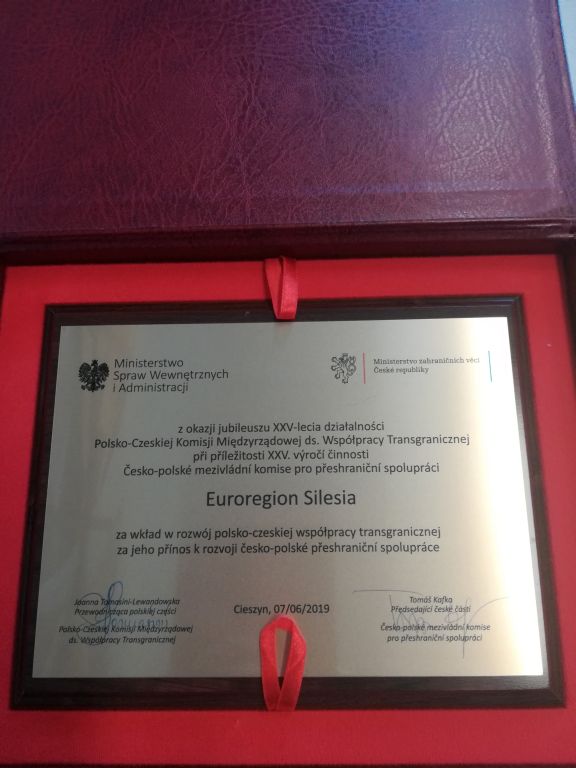 Ministerstwo
Spraw Wewnętrznych
i Administracji
Ministerstvo zahraničních věcí
České republiky
z okazji jubileuszu XXV-lecia działalności
Polsko-Czeskiej Komisji Międzyrządowej ds. Współpracy Transgranicznej
při příležitosti XXV. výročí činnosti
Česko-polské mezivládní komise pro přeshraniční spolupráci
Euroregion Silesia
za wkład w rozwój polsko-czeskiej współpracy transgranicznej
za jeho přínos k rozvoji česko-polské přeshraniční spolupráce
Joanna Tomasini-Lewandowska
Przewodnicząca polskiej części
Polsko-Czeskiej Komisji Międzyrządowej
ds. Współpracy Transgranicznej
Cieszyn, 07/06/2019
Tomáš Kafka
Předsedající české části
Česko-polské mezivládní komise
pro přeshraniční spolupráci